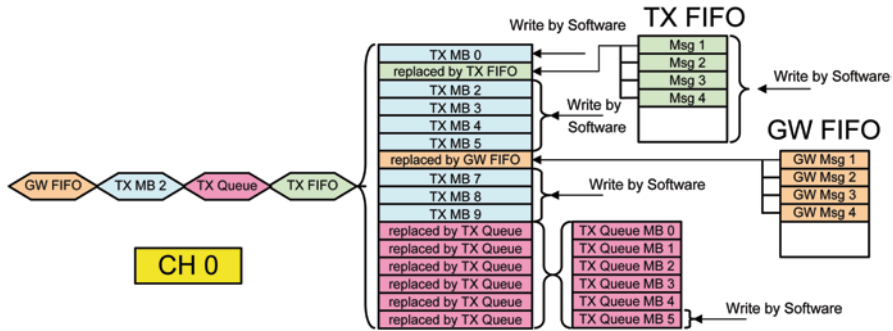 TX FIFO
Write by Software
Msg 1
Msg 2
Msg 3
Msg 4
Write by Software
TX MB 0
replaced by TX FIFO
TX MB 2
TX MB 3
TX MB 4
TX MB 5
Write by
Software
replaced by GW FIFO
TX MB 7
TX MB 8
TX MB 9
Write by Software
replaced by TX Queue
replaced by TX Queue
replaced by TX Queue
replaced by TX Queue
replaced by TX Queue
replaced by TX Queue
GW FIFO
GW Msg 1
GW Msg 2
GW Msg 3
GW Msg 4
GW FIFO
TX MB 2
TX Queue
TX FIFO
CH 0
TX Queue MB 0
TX Queue MB 1
TX Queue MB 2
TX Queue MB 3
TX Queue MB 4
TX Queue MB 5
Write by Software